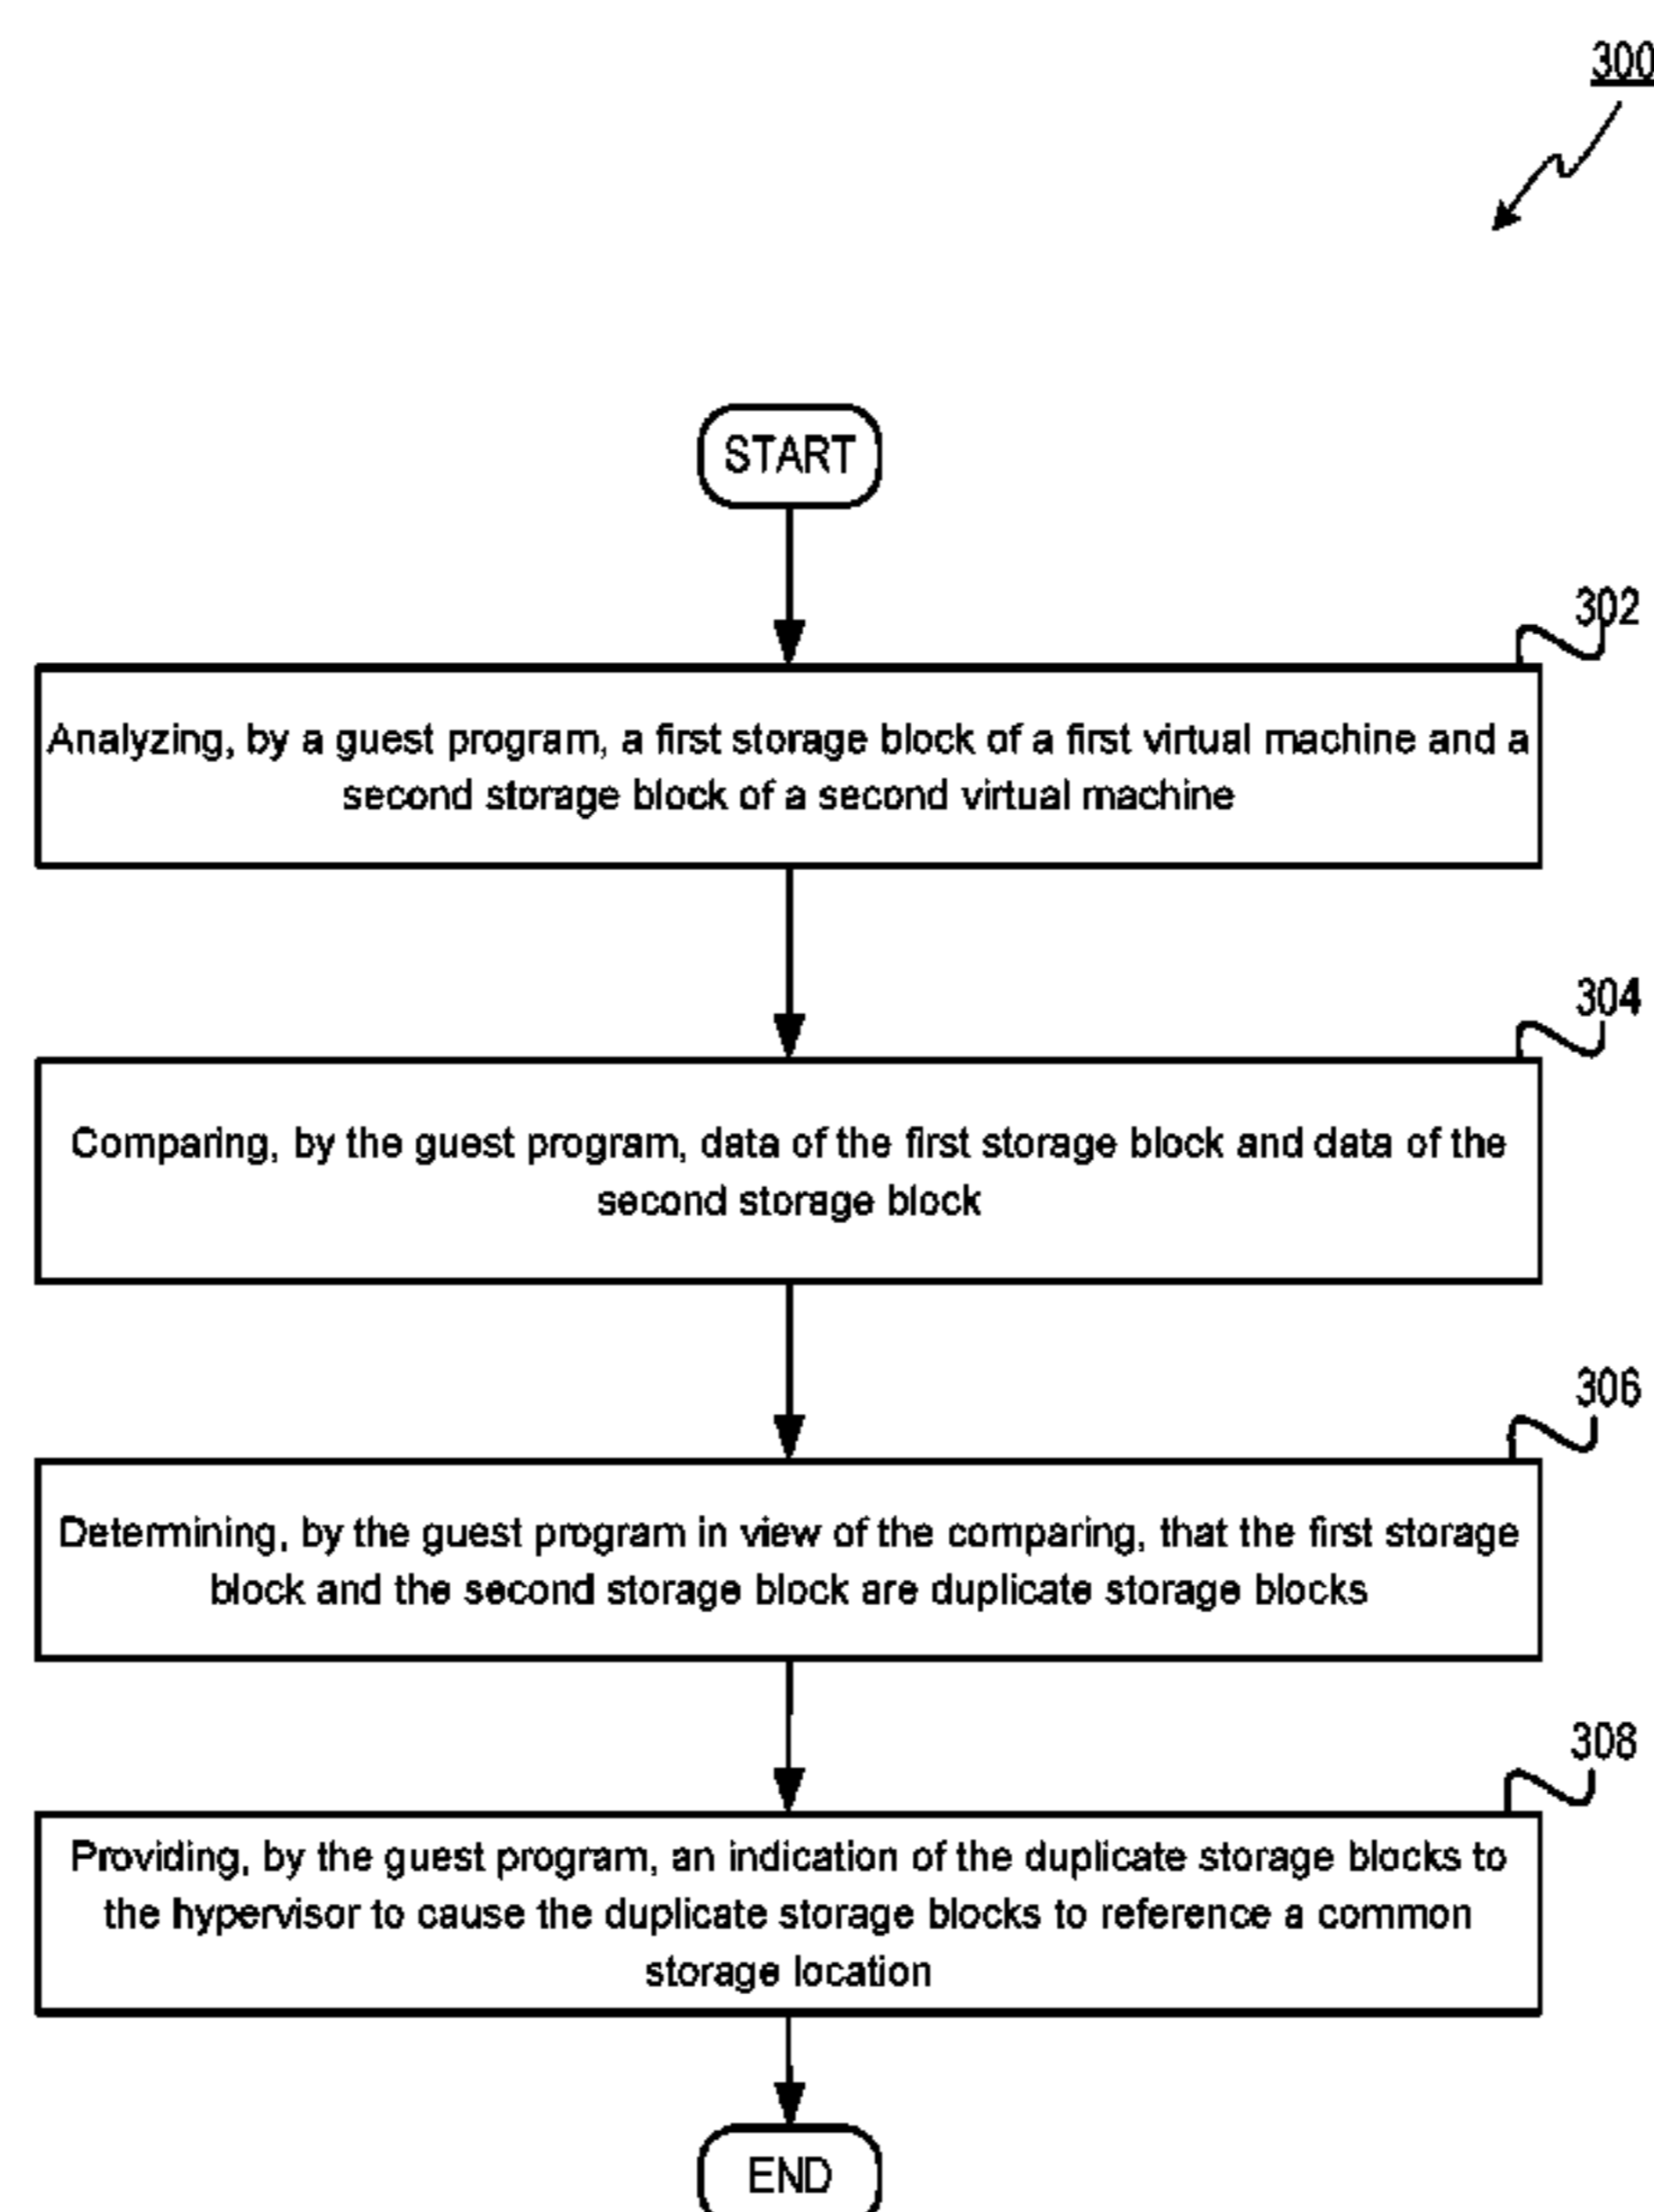 300
START
302
Analyzing, by a guest program, a first storage block of a first virtual machine and a
second storage block of a second virtual machine
304
Comparing, by the guest program, data of the first storage block and data of the
second storage block
306
Determining, by the guest program in view of the comparing, that the first storage
block and the second storage block are duplicate storage blocks
308
Providing, by the guest program, an indication of the duplicate storage blocks to
the hypervisor to cause the duplicate storage blocks to reference a common
storage location
END